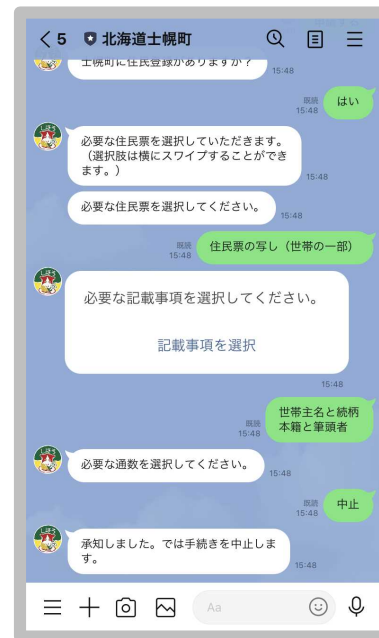 5 北海道士幌町
士幌町に住民登録がありますか？
15:48
既読
15:48
はい
必要な住民票を選択していただきます。
（選択肢は横にスワイプすることができ
ます。）
15:48
必要な住民票を選択してください。
15:48
既読
15:48
住民票の写し（世帯の一部）
必要な記載事項を選択してください。
記載事項を選択
15:48
既読
15:48
世帯主名と続柄
本籍と筆頭者
必要な通数を選択してください。
15:48
既読
15:48
中止
承知しました。では手続きを中止しま
す。
15:48
Aa